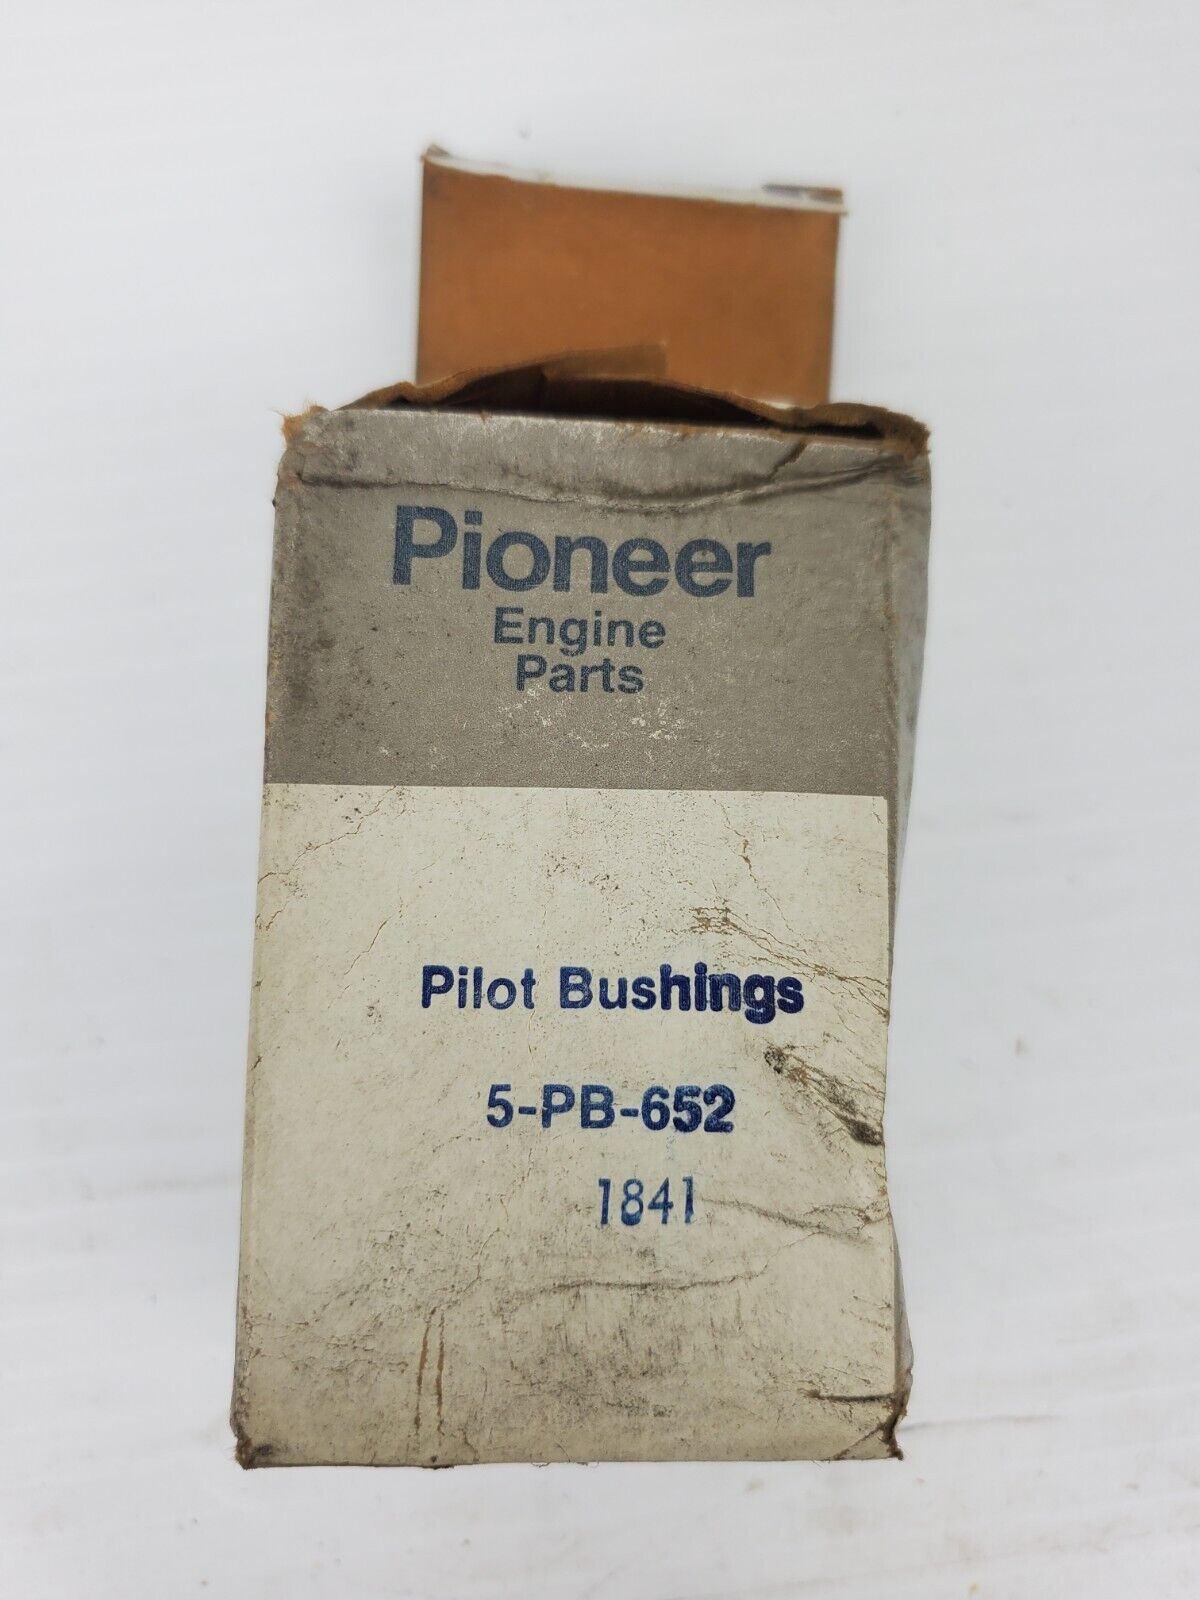 Pioneer
Engine
Parts
Pilot Bushings
5-PB-652
1841